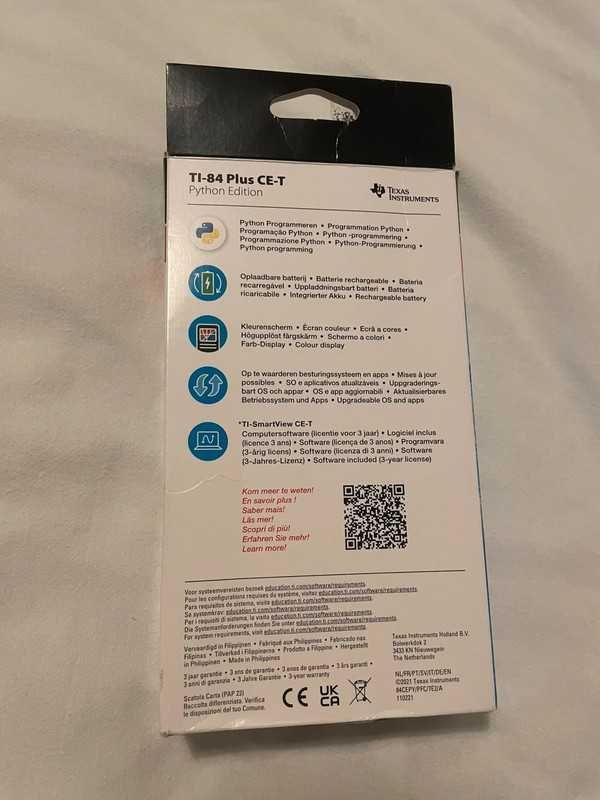 TI-84 Plus CE-T
Python Edition
TEXAS
INSTRUMENTS
Python Programmeren • Programmation Python •
Programação Python • Python -programmering •
Programmazione Python • Python-Programmierung •
Python programming
Oplaadbare batterij • Batterie rechargeable • Bateria
recarregável • Uppladdningsbart batteri • Batteria
ricaricabile • Integrierter Akku • Rechargeable battery
Kleurenscherm • Écran couleur • Ecrã a cores •
Högupplöst färgskärm • Schermo a colori •
Farb-Display • Colour display
Op te waarderen besturingssysteem en apps • Mises à jour
possibles • SO e aplicativos atualizáveis • Uppgraderings-
bart OS och appar • OS e app aggiornabili • Aktualisierbares
Betriebssystem und Apps • Upgradeable OS and apps
*TI-SmartView CE-T
Computersoftware (licentie voor 3 jaar) • Logiciel inclus
(licence 3 ans) • Software (licença de 3 anos) • Programvara
(3-årig licens) • Software (licenza di 3 anni) • Software
(3-Jahres-Lizenz) • Software included (3-year license)
Kom meer te weten!
En savoir plus !
Saber mais!
Läs mer!
Scopri di più!
Erfahren Sie mehr!
Learn more!
Voor systeemvereisten bezoek education.ti.com/software/requirements.
Pour les configurations requises du système, visitez education.ti.com/software/requirements.
Para requisitos de sistema, visita education.ti.com/software/requirements.
Se systemkrav: education.ti.com/software/requirements.
Per i requisiti di sistema, la visita education.ti.com/software/requirements.
Die Systemanforderungen finden Sie unter education.ti.com/software/requirements.
For system requirements, visit education.ti.com/software/requirements.
Vervaardigd in Filippijnen • Fabriqué aux Philippines • Fabricado nas
Filipinas • Tillverkad i Filippinerna • Prodotto a Filippine • Hergestellt
in Philippinen • Made in Philippines
3 jaar garantie • 3 ans de garantie • 3 anos de garantia • 3 års garanti •
3 anni di garanzia • 3 Jahre Garantie • 3-year warranty
Scatola Carta (PAP 22)
Raccolta differenziata. Verifica
le disposizioni del tuo Comune.
CE
UK
CA
Texas Instruments Holland B.V.
Bolwerkdok 2
3433 KN Nieuwegein
The Netherlands
NL/FR/PT/SV/IT/DE/EN
©2021 Texas Instruments
84CEPY/PFC/TE2/A
110221